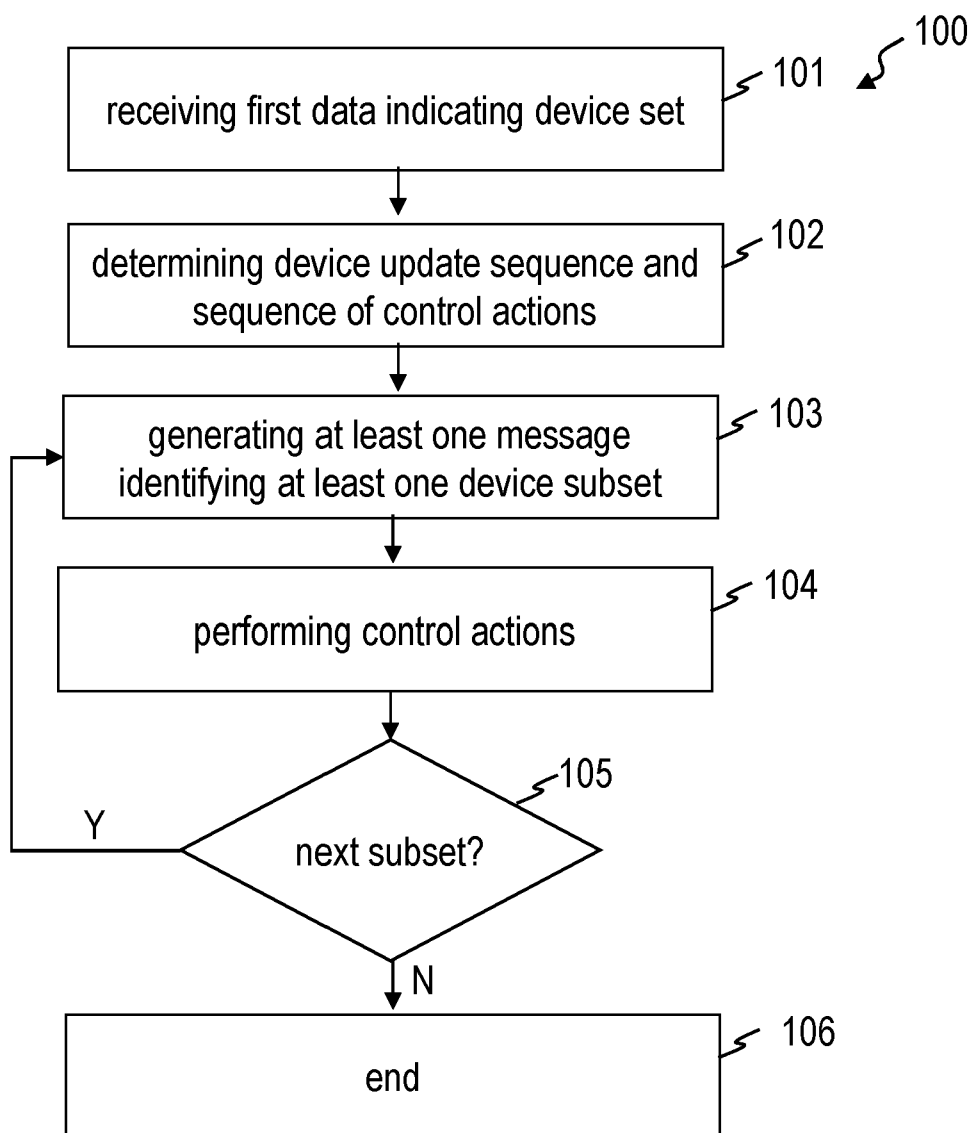 100
101
receiving first data indicating device set
102
determining device update sequence and
sequence of control actions
103
generating at least one message
identifying at least one device subset
104
performing control actions
105
next subset?
Y
N
106
end